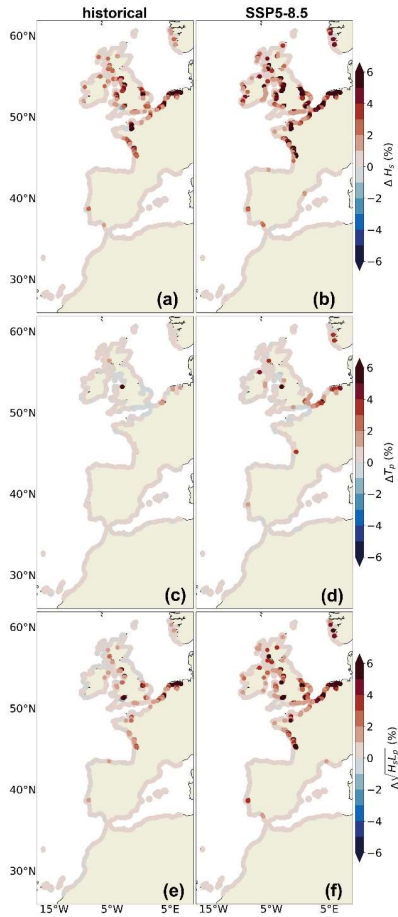 historical
SSP5-8.5
60°N
50°N
40°N
30°N
(a)
(b)
6
4
2
0
−2
−4
−6
Δ Hₛ (%)
60°N
50°N
40°N
30°N
(c)
(d)
6
4
2
0
−2
−4
−6
ΔTₚ (%)
60°N
50°N
40°N
30°N
(e)
(f)
6
4
2
0
−2
−4
−6
Δ√HₛLₚ (%)
15°W
5°W
5°E
15°W
5°W
5°E